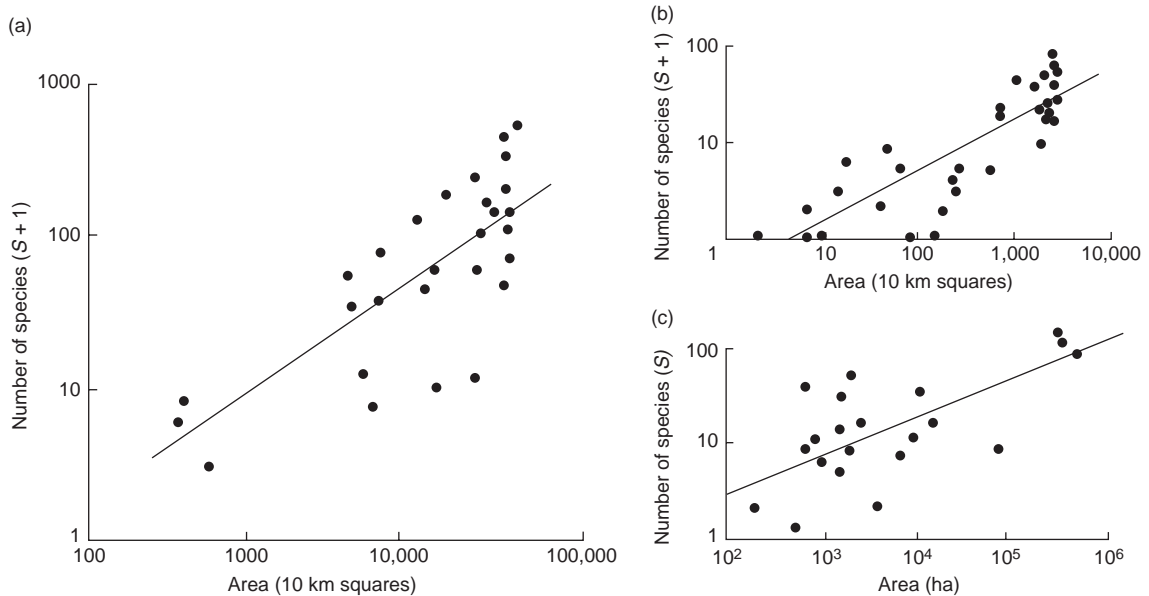 (a)
Number of species (S + 1)
1000
100
10
1
100
1000
10,000
100,000
Area (10 km squares)
(b)
Number of species (S + 1)
100
10
1
10
100
1,000
10,000
Area (10 km squares)
(c)
Number of species (S)
100
10
1
10²
10³
10⁴
10⁵
10⁶
Area (ha)